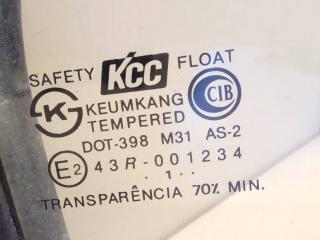 SAFETY KCC FLOAT
K KEUMKANG CIB
TEMPERED
DOT-398 M31 AS-2
E2 43R-001234
. 1 . .
TRANSPARÊNCIA 70% MIN.